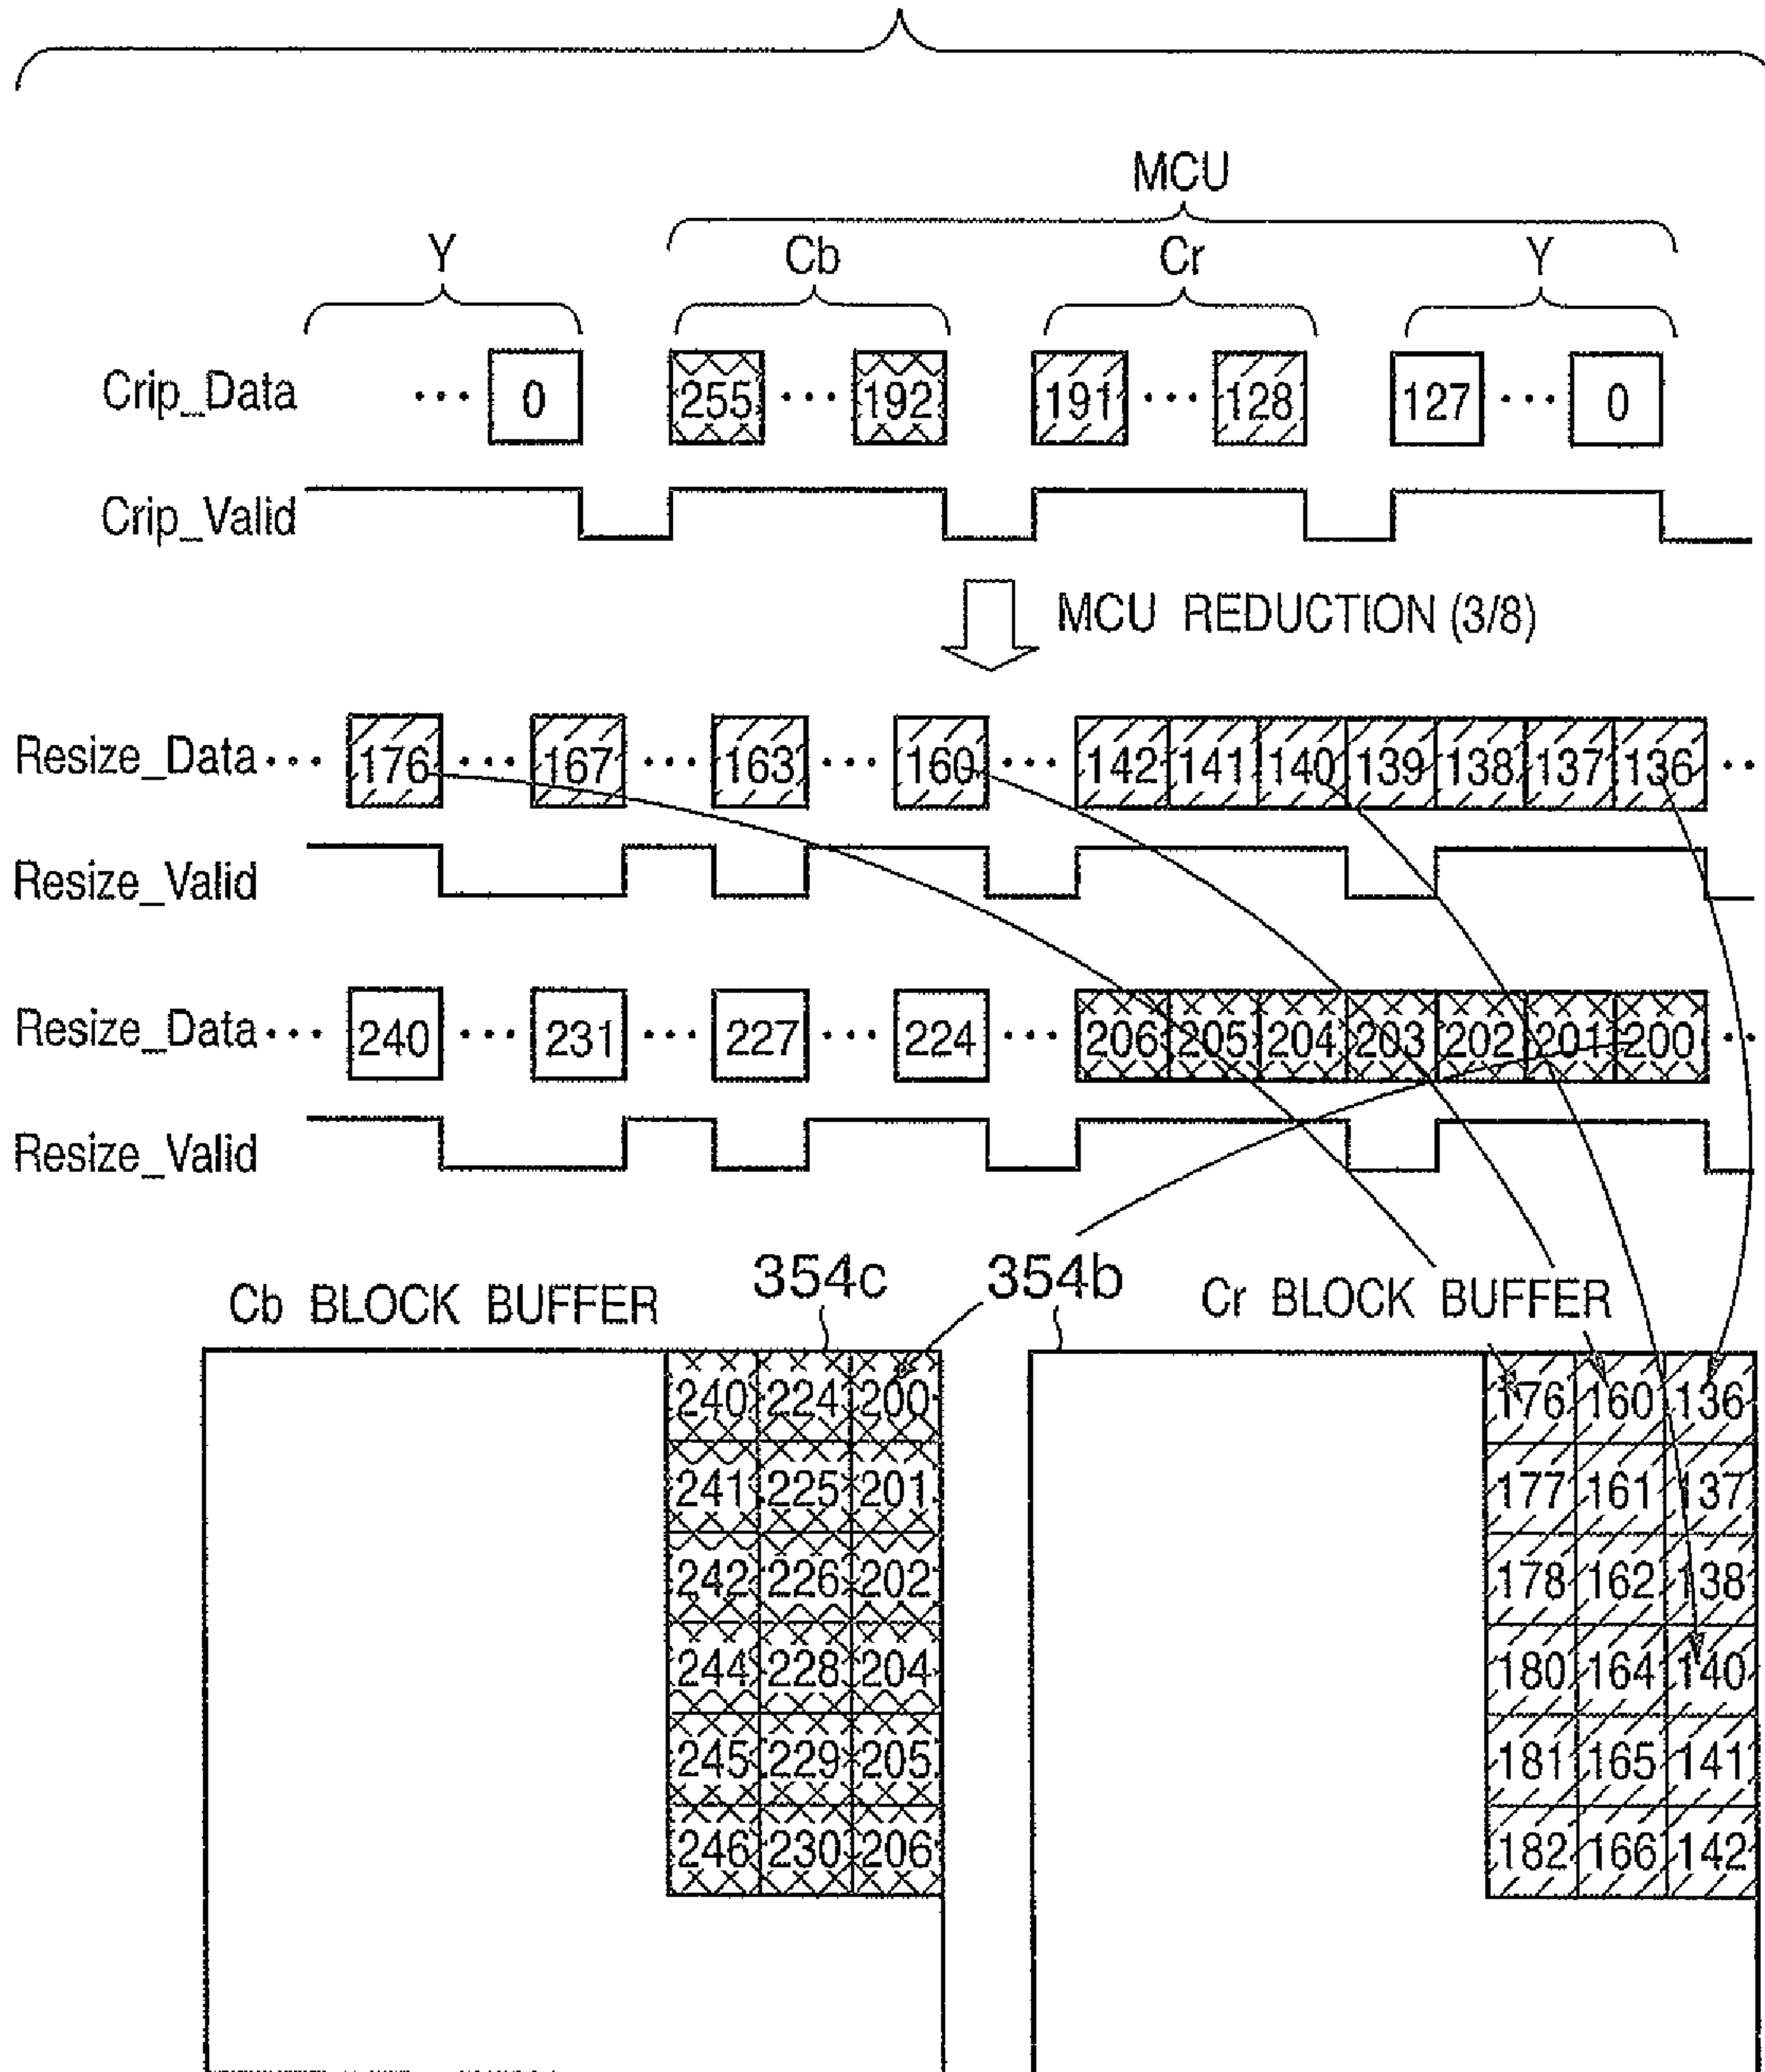 MCU
Y Cb Cr Y
Crip_Data ··· 0 255 ··· 192 191 ··· 128 127 ··· 0
Crip_Valid
MCU REDUCTION (3/8)
Resize_Data ··· 176 ··· 167 ··· 163 ··· 160 ··· 142 141 140 139 138 137 136 ··
Resize_Valid
Resize_Data ··· 240 ··· 231 ··· 227 ··· 224 ··· 206 205 204 203 202 201 200 ··
Resize_Valid
Cb BLOCK BUFFER 354c 354b Cr BLOCK BUFFER
240 224 200 176 160 136
241 225 201 177 161 137
242 226 202 178 162 138
244 228 204 180 164 140
245 229 205 181 165 141
246 230 206 182 166 142